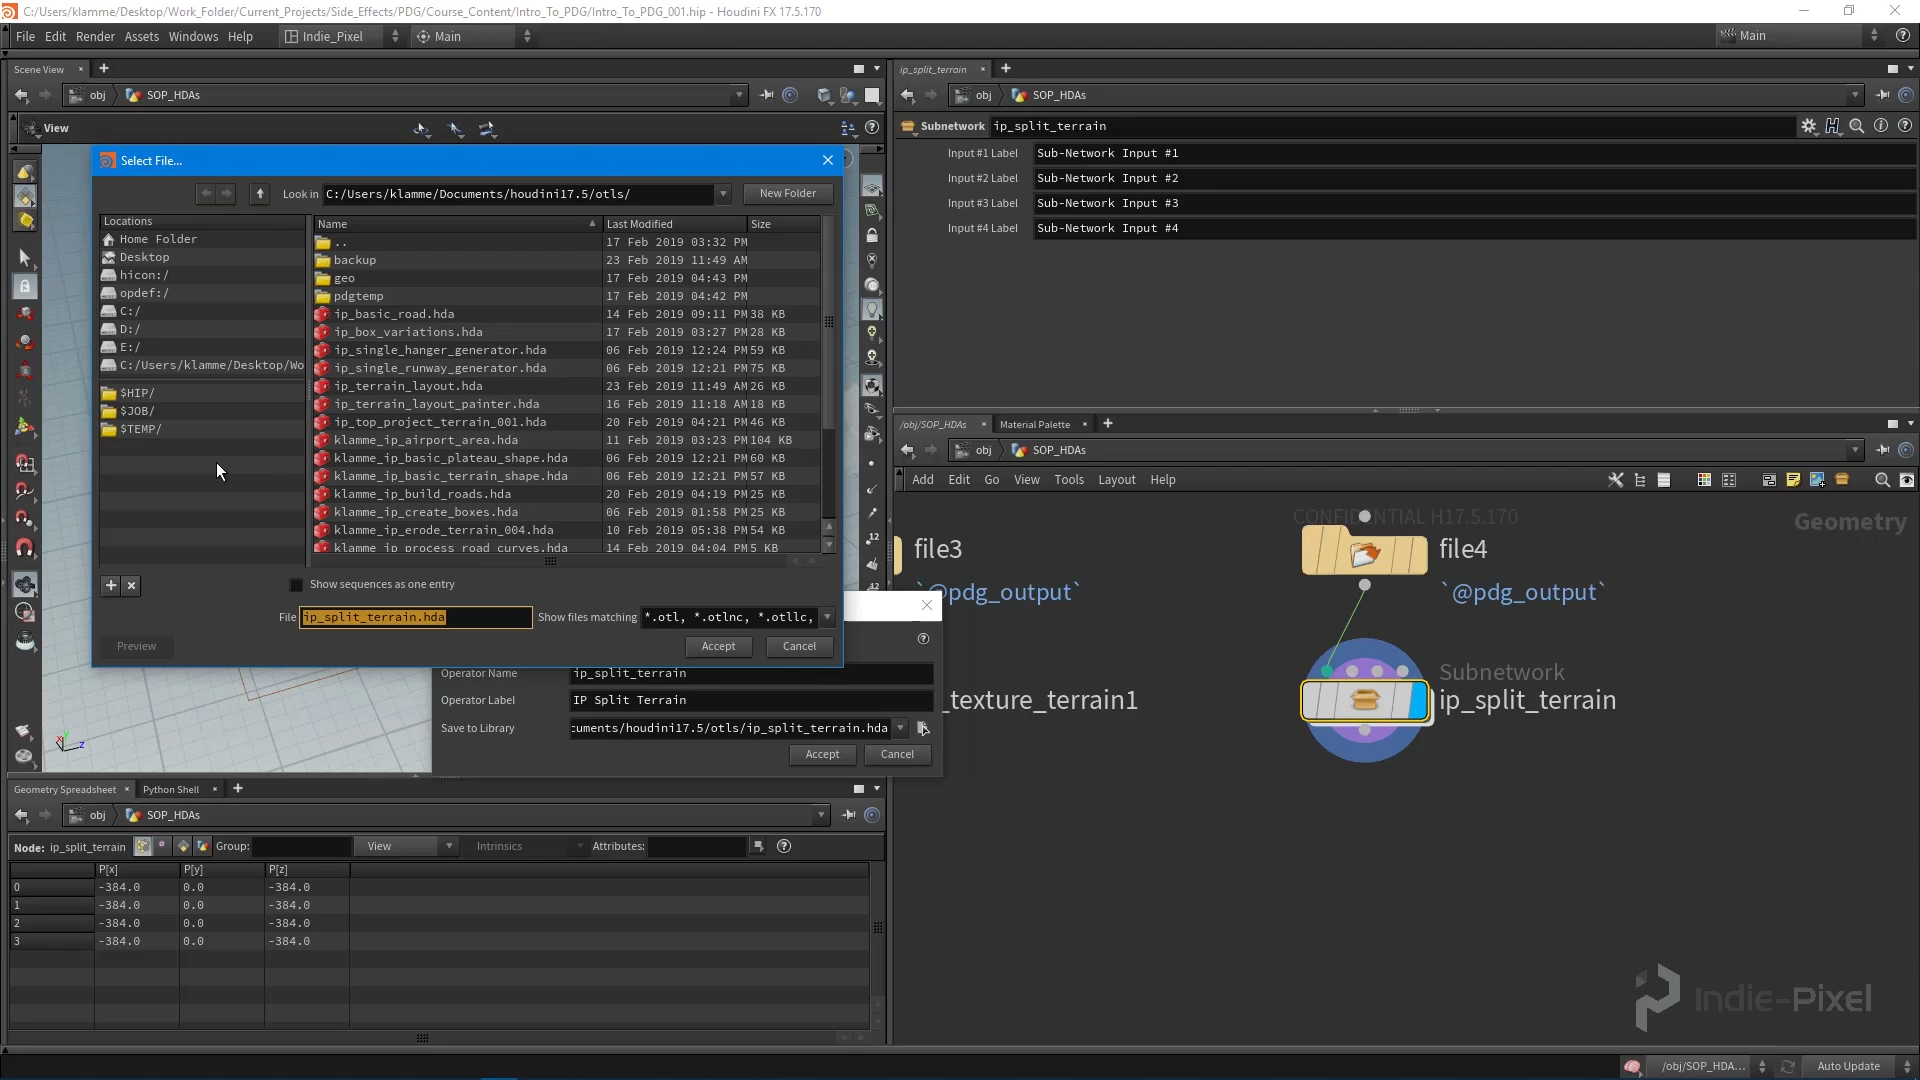 C:/Users/klamme/Desktop/Work_Folder/Current_Projects/Side_Effects/PDG/Course_Content/Intro_To_PDG/Intro_To_PDG_001.hip - Houdini FX 17.5.170
File Edit Render Assets Windows Help Indie_Pixel Main Main
Scene View
obj SOP_HDAs
View
Select File...
Look in C:/Users/klamme/Documents/houdini17.5/otls/ New Folder
Locations
Home Folder
Desktop
hicon:/
opdef:/
C:/
D:/
E:/
C:/Users/klamme/Desktop/Wo
$HIP/
$JOB/
$TEMP/
Name Last Modified Size
.. 17 Feb 2019 03:32 PM
backup 23 Feb 2019 11:49 AM
geo 17 Feb 2019 04:43 PM
pdgtemp 17 Feb 2019 04:42 PM
ip_basic_road.hda 14 Feb 2019 09:11 PM 38 KB
ip_box_variations.hda 17 Feb 2019 03:27 PM 28 KB
ip_single_hanger_generator.hda 06 Feb 2019 12:24 PM 59 KB
ip_single_runway_generator.hda 06 Feb 2019 12:21 PM 75 KB
ip_terrain_layout.hda 23 Feb 2019 11:49 AM 26 KB
ip_terrain_layout_painter.hda 16 Feb 2019 11:18 AM 18 KB
ip_top_project_terrain_001.hda 20 Feb 2019 04:21 PM 46 KB
klamme_ip_airport_area.hda 11 Feb 2019 03:23 PM 104 KB
klamme_ip_basic_plateau_shape.hda 06 Feb 2019 12:21 PM 60 KB
klamme_ip_basic_terrain_shape.hda 06 Feb 2019 12:21 PM 57 KB
klamme_ip_build_roads.hda 20 Feb 2019 04:19 PM 25 KB
klamme_ip_create_boxes.hda 06 Feb 2019 01:58 PM 25 KB
klamme_ip_erode_terrain_004.hda 10 Feb 2019 05:38 PM 54 KB
klamme_ip_process_road_curves.hda 14 Feb 2019 04:04 PM 5 KB
Show sequences as one entry
File ip_split_terrain.hda Show files matching *.otl, *.otlnc, *.otllc,
Preview Accept Cancel
Operator Name ip_split_terrain
Operator Label IP Split Terrain
Save to Library cuments/houdini17.5/otls/ip_split_terrain.hda
Accept Cancel
Geometry Spreadsheet Python Shell
obj SOP_HDAs
Node: ip_split_terrain Group: View Intrinsics Attributes:
P[x] P[y] P[z]
0 -384.0 0.0 -384.0
1 -384.0 0.0 -384.0
2 -384.0 0.0 -384.0
3 -384.0 0.0 -384.0
ip_split_terrain
obj SOP_HDAs
Subnetwork ip_split_terrain
Input #1 Label Sub-Network Input #1
Input #2 Label Sub-Network Input #2
Input #3 Label Sub-Network Input #3
Input #4 Label Sub-Network Input #4
/obj/SOP_HDAs Material Palette
obj SOP_HDAs
Add Edit Go View Tools Layout Help
CONFIDENTIAL H17.5.170 Geometry
file3 file4
`@pdg_output` `@pdg_output`
Subnetwork
_texture_terrain1 ip_split_terrain
Indie-Pixel
/obj/SOP_HDA... Auto Update